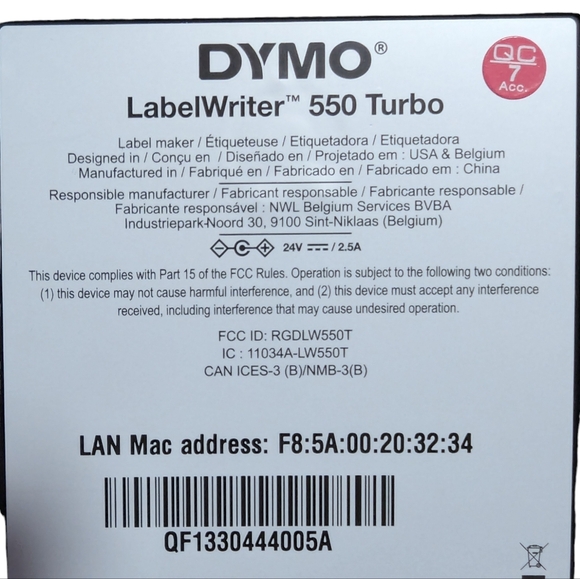 DYMO®
QC
7
Acc.
LabelWriter™ 550 Turbo
Label maker / Étiqueteuse / Etiquetadora / Etiquetadora
Designed in / Conçu en / Diseñado en / Projetado em : USA & Belgium
Manufactured in / Fabriqué en / Fabricado en / Fabricado em : China
Responsible manufacturer / Fabricant responsable / Fabricante responsable /
Fabricante responsável : NWL Belgium Services BVBA
Industriepark-Noord 30, 9100 Sint-Niklaas (Belgium)
24V ⎓ / 2.5A
This device complies with Part 15 of the FCC Rules. Operation is subject to the following two conditions:
(1) this device may not cause harmful interference, and (2) this device must accept any interference
received, including interference that may cause undesired operation.
FCC ID: RGDLW550T
IC : 11034A-LW550T
CAN ICES-3 (B)/NMB-3(B)
LAN Mac address: F8:5A:00:20:32:34
QF1330444005A